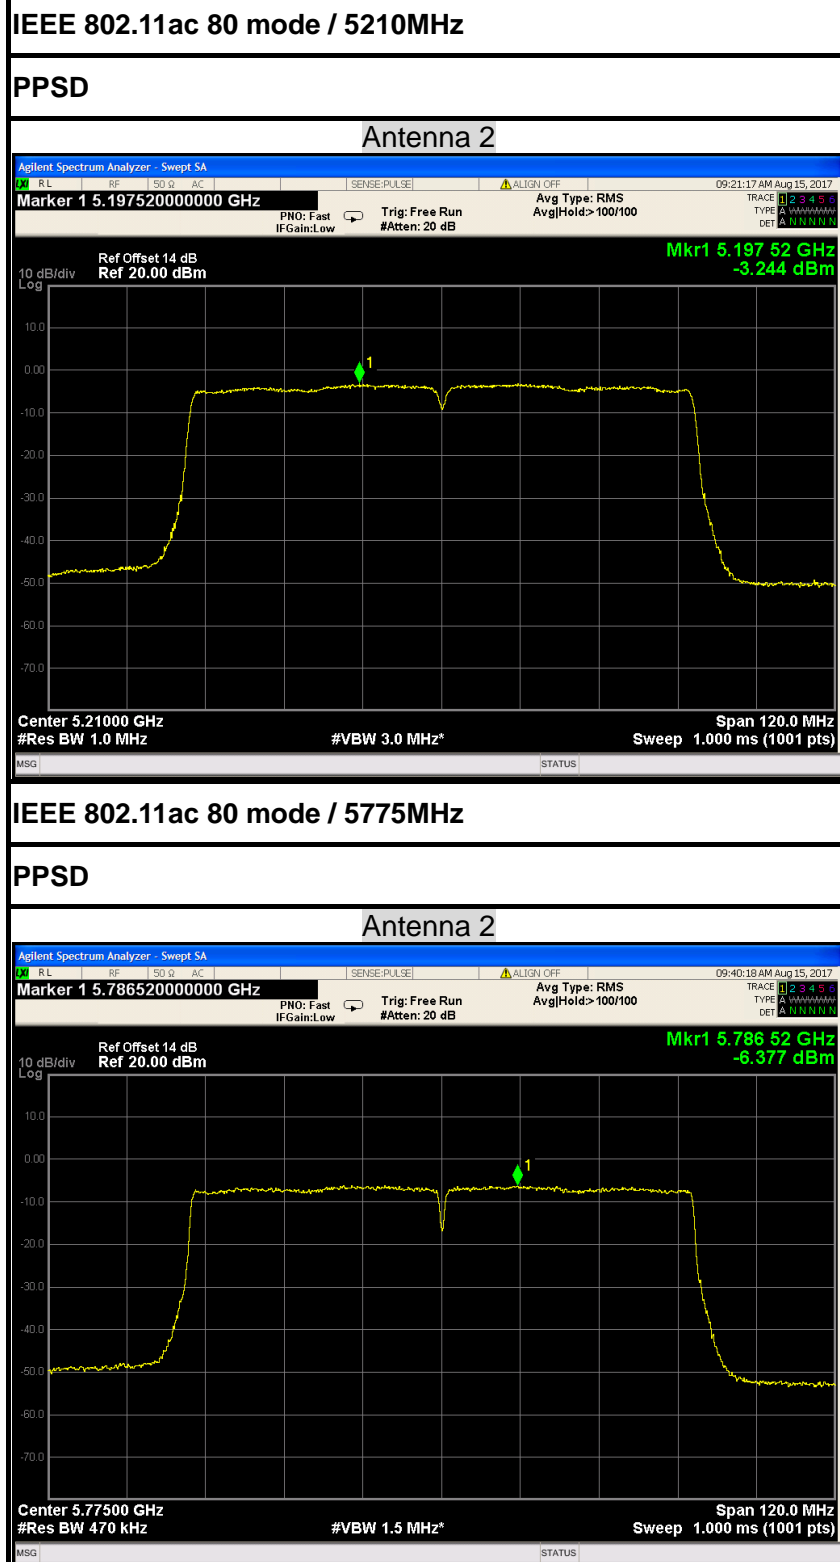 IEEE 802.11ac 80 mode / 5210MHz
PPSD
Antenna 2
Agilent Spectrum Analyzer - Swept SA
LXI RL RF 50 Ω AC SENSE:PULSE ALIGN OFF 09:21:17 AM Aug 15, 2017
Marker 1 5.197520000000 GHz
PNO: Fast
IFGain:Low
Trig: Free Run
#Atten: 20 dB
Avg Type: RMS
Avg|Hold:>100/100
TRACE 1 2 3 4 5 6
TYPE A WWWWW
DET A N N N N N
Mkr1 5.197 52 GHz
-3.244 dBm
Ref Offset 14 dB
10 dB/div Ref 20.00 dBm
Log
10.0
1
0.00
-10.0
-20.0
-30.0
-40.0
-50.0
-60.0
-70.0
Center 5.21000 GHz Span 120.0 MHz
#Res BW 1.0 MHz #VBW 3.0 MHz* Sweep 1.000 ms (1001 pts)
MSG STATUS
IEEE 802.11ac 80 mode / 5775MHz
PPSD
Antenna 2
Agilent Spectrum Analyzer - Swept SA
LXI RL RF 50 Ω AC SENSE:PULSE ALIGN OFF 09:40:18 AM Aug 15, 2017
Marker 1 5.786520000000 GHz
PNO: Fast
IFGain:Low
Trig: Free Run
#Atten: 20 dB
Avg Type: RMS
Avg|Hold:>100/100
TRACE 1 2 3 4 5 6
TYPE A WWWWW
DET A N N N N N
Mkr1 5.786 52 GHz
-6.377 dBm
Ref Offset 14 dB
10 dB/div Ref 20.00 dBm
Log
10.0
0.00
1
-10.0
-20.0
-30.0
-40.0
-50.0
-60.0
-70.0
Center 5.77500 GHz Span 120.0 MHz
#Res BW 470 kHz #VBW 1.5 MHz* Sweep 1.000 ms (1001 pts)
MSG STATUS